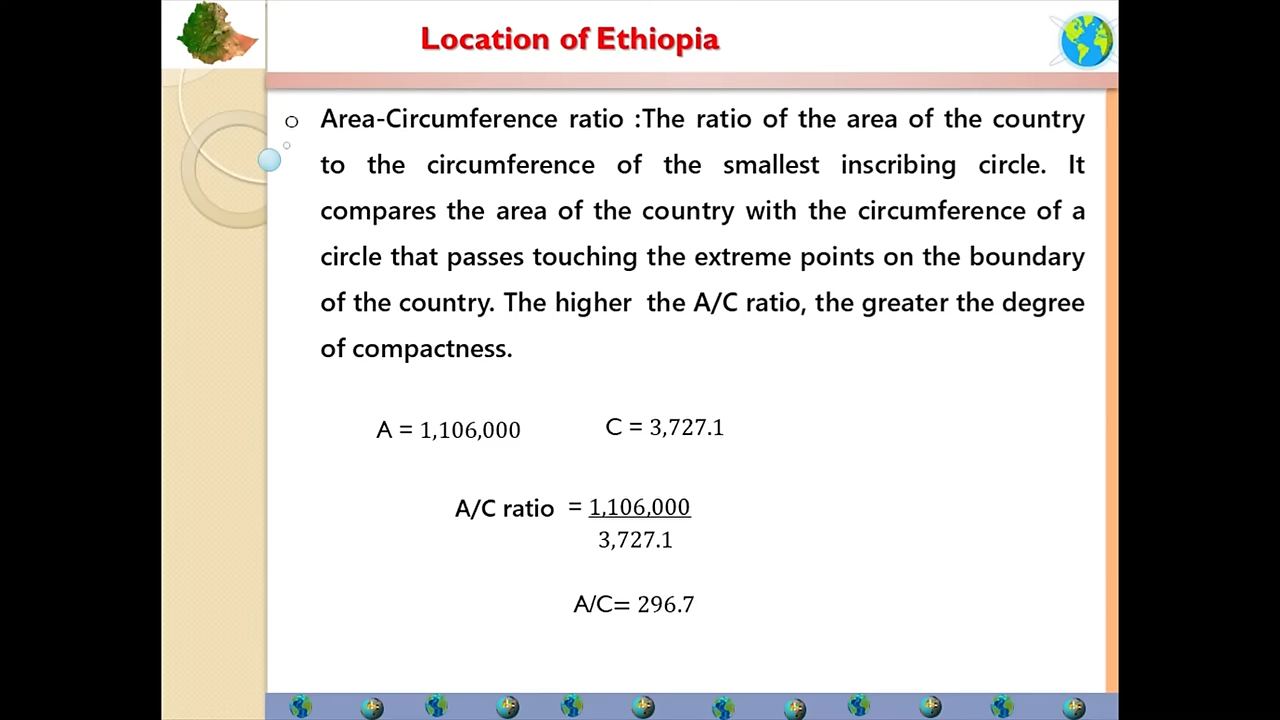 Location of Ethiopia
o Area-Circumference ratio :The ratio of the area of the country
to the circumference of the smallest inscribing circle. It
compares the area of the country with the circumference of a
circle that passes touching the extreme points on the boundary
of the country. The higher the A/C ratio, the greater the degree
of compactness.
A = 1,106,000 C = 3,727.1
A/C ratio = 1,106,000
3,727.1
A/C= 296.7